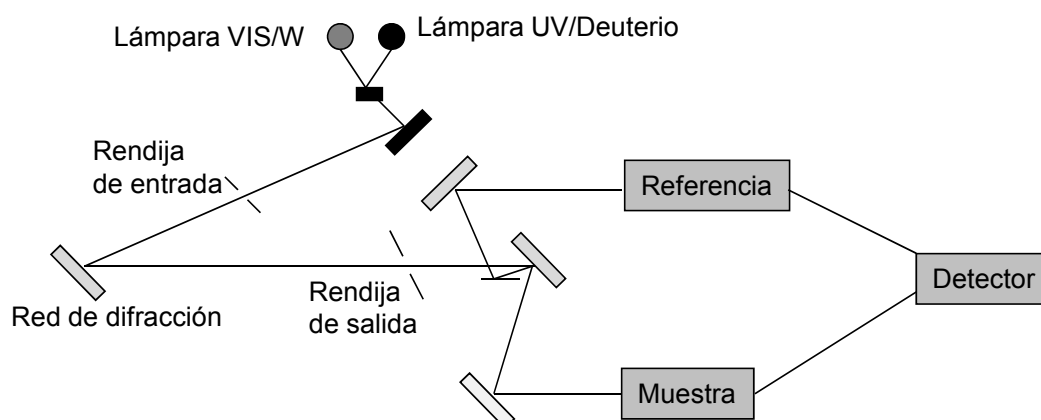 Lámpara VIS/W
Lámpara UV/Deuterio
Rendija
de entrada
Referencia
Detector
Rendija
de salida
Red de difracción
Muestra